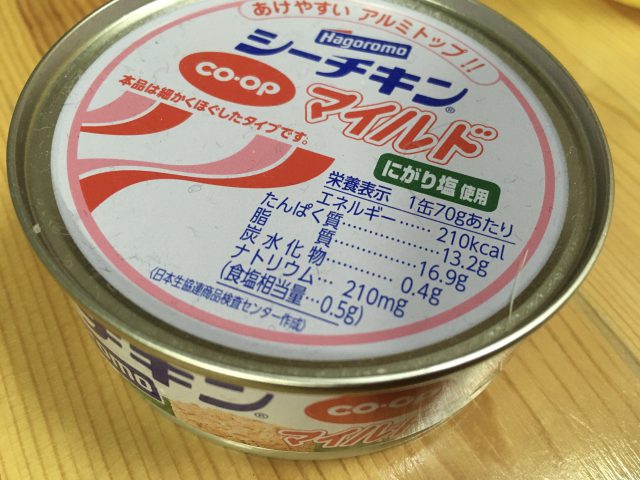 あけやすい アルミトップ!!
Hagoromo
シーチキン®
CO・OP
マイルド
本品は細かくほぐしたタイプです。
にがり塩 使用
栄養表示 1缶70gあたり
エネルギー……210kcal
たんぱく質…………13.2g
脂質……………16.9g
炭水化物…………0.4g
ナトリウム…210mg
(食塩相当量…0.5g)
(日本生協連商品検査センター作成)
チキン®
omo
CO・OP
マイルド